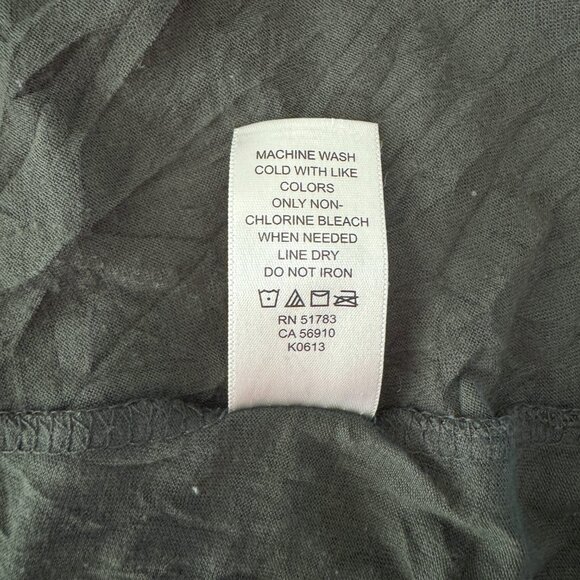 MACHINE WASH
COLD WITH LIKE
COLORS
ONLY NON-
CHLORINE BLEACH
WHEN NEEDED
LINE DRY
DO NOT IRON
RN 51783
CA 56910
K0613